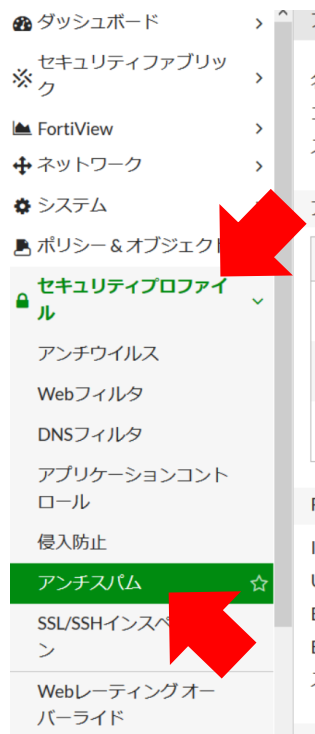 ダッシュボード
セキュリティファブリッ
ク
FortiView
ネットワーク
システム
ポリシー＆オブジェクト
セキュリティプロファイ
ル
アンチウイルス
Webフィルタ
DNSフィルタ
アプリケーションコント
ロール
侵入防止
アンチスパム
SSL/SSHインスペ
ン
Webレーティング オー
バーライド